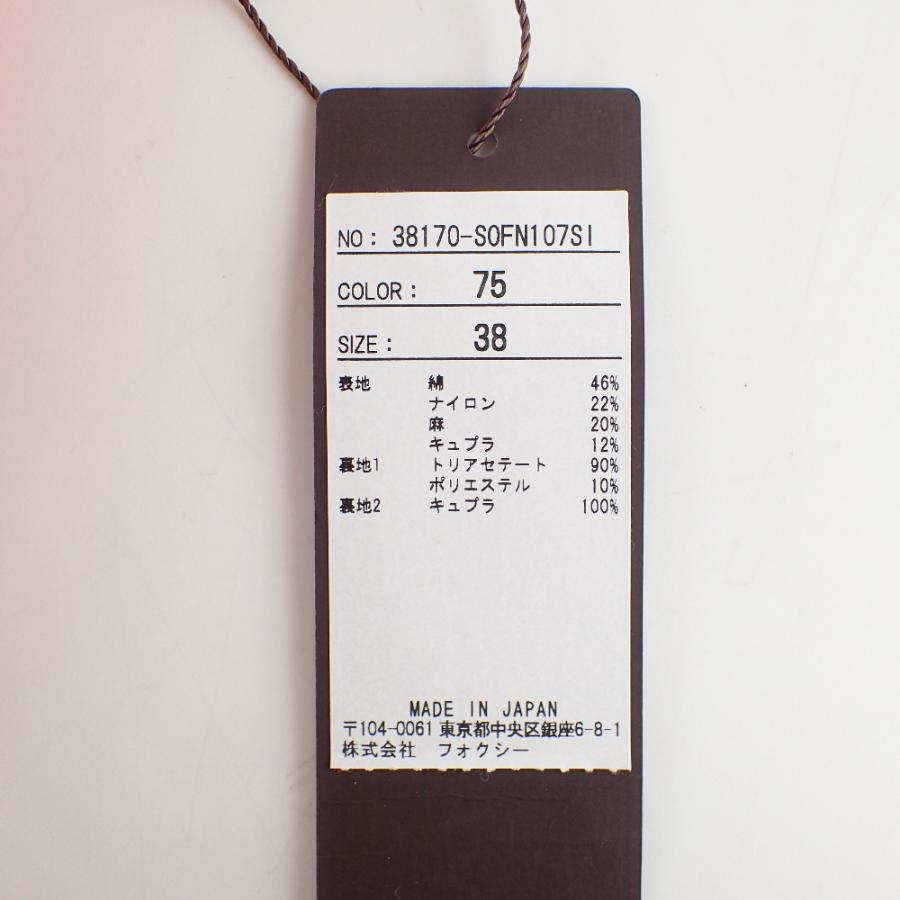 NO: 38170-SOFN107SI
COLOR: 75
SIZE: 38
表地 綿 46%
ナイロン 22%
麻 20%
キュプラ 12%
裏地1 トリアセテート 90%
ポリエステル 10%
裏地2 キュプラ 100%
MADE IN JAPAN
〒104-0061 東京都中央区銀座6-8-1
株式会社 フォクシー